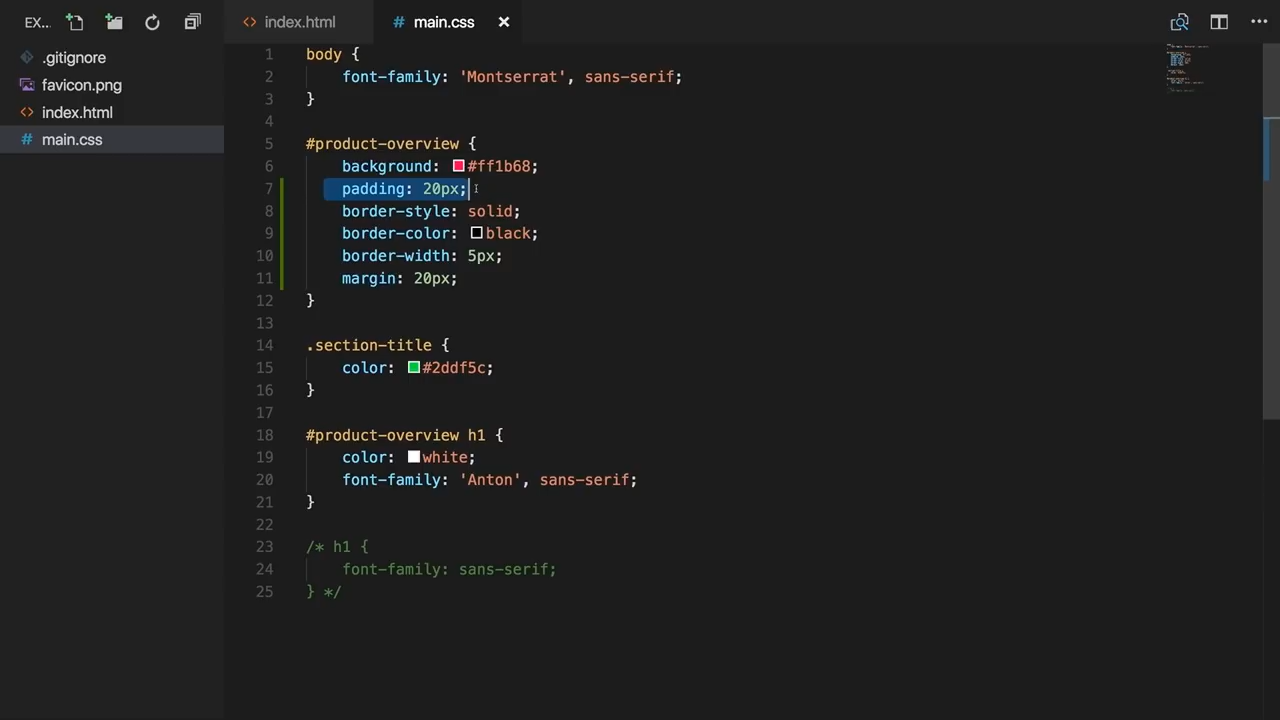 EX...
index.html
main.css
.gitignore
favicon.png
index.html
main.css
1 body {
2 font-family: 'Montserrat', sans-serif;
3 }
4
5 #product-overview {
6 background: #ff1b68;
7 padding: 20px;
8 border-style: solid;
9 border-color: black;
10 border-width: 5px;
11 margin: 20px;
12 }
13
14 .section-title {
15 color: #2ddf5c;
16 }
17
18 #product-overview h1 {
19 color: white;
20 font-family: 'Anton', sans-serif;
21 }
22
23 /* h1 {
24 font-family: sans-serif;
25 } */